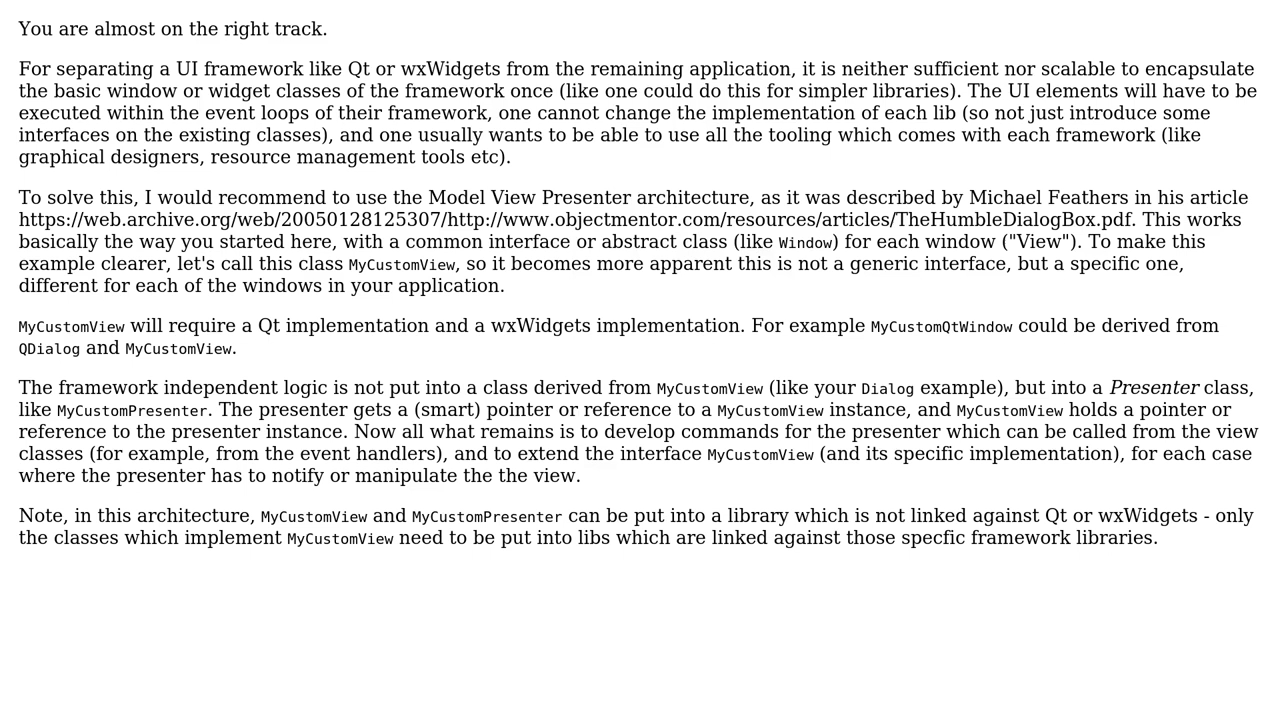 You are almost on the right track.
For separating a UI framework like Qt or wxWidgets from the remaining application, it is neither sufficient nor scalable to encapsulate
the basic window or widget classes of the framework once (like one could do this for simpler libraries). The UI elements will have to be
executed within the event loops of their framework, one cannot change the implementation of each lib (so not just introduce some
interfaces on the existing classes), and one usually wants to be able to use all the tooling which comes with each framework (like
graphical designers, resource management tools etc).
To solve this, I would recommend to use the Model View Presenter architecture, as it was described by Michael Feathers in his article
https://web.archive.org/web/20050128125307/http://www.objectmentor.com/resources/articles/TheHumbleDialogBox.pdf. This works
basically the way you started here, with a common interface or abstract class (like Window) for each window ("View"). To make this
example clearer, let's call this class MyCustomView, so it becomes more apparent this is not a generic interface, but a specific one,
different for each of the windows in your application.
MyCustomView will require a Qt implementation and a wxWidgets implementation. For example MyCustomQtWindow could be derived from
QDialog and MyCustomView.
The framework independent logic is not put into a class derived from MyCustomView (like your Dialog example), but into a Presenter class,
like MyCustomPresenter. The presenter gets a (smart) pointer or reference to a MyCustomView instance, and MyCustomView holds a pointer or
reference to the presenter instance. Now all what remains is to develop commands for the presenter which can be called from the view
classes (for example, from the event handlers), and to extend the interface MyCustomView (and its specific implementation), for each case
where the presenter has to notify or manipulate the the view.
Note, in this architecture, MyCustomView and MyCustomPresenter can be put into a library which is not linked against Qt or wxWidgets - only
the classes which implement MyCustomView need to be put into libs which are linked against those specfic framework libraries.